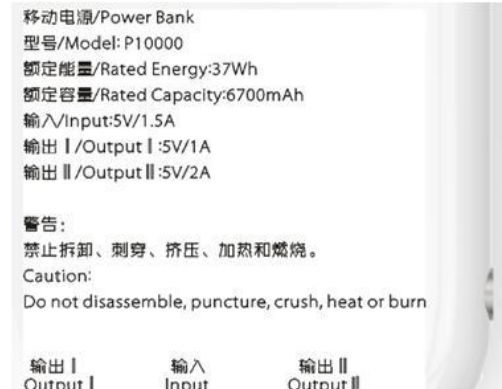 移动电源/Power Bank
型号/Model: P10000
额定能量/Rated Energy:37Wh
额定容量/Rated Capacity:6700mAh
输入/Input:5V/1.5A
输出Ⅰ/OutputⅠ:5V/1A
输出Ⅱ/OutputⅡ:5V/2A
警告:
禁止拆卸、刺穿、挤压、加热和燃烧。
Caution:
Do not disassemble, puncture, crush, heat or burn
输出Ⅰ 输入 输出Ⅱ
OutputⅠ Input OutputⅡ